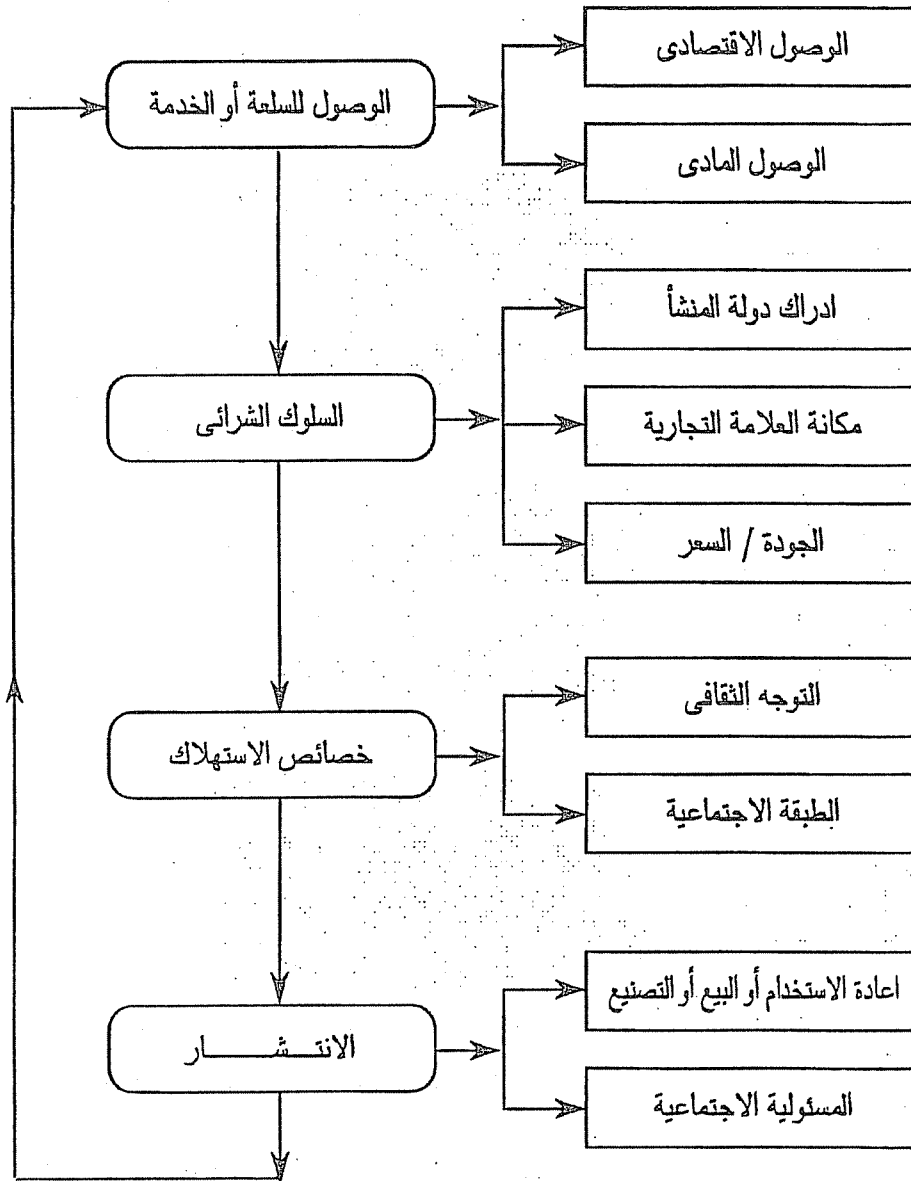 الوصول للسلعة أو الخدمة
الوصول الاقتصادى
الوصول المادى
السلوك الشرائى
ادراك دولة المنشأ
مكانة العلامة التجارية
الجودة / السعر
خصائص الاستهلاك
التوجه الثقافى
الطبقة الاجتماعية
الانتـــشـــــــار
اعادة الاستخدام أو البيع أو التصنيع
المسئولية الاجتماعية